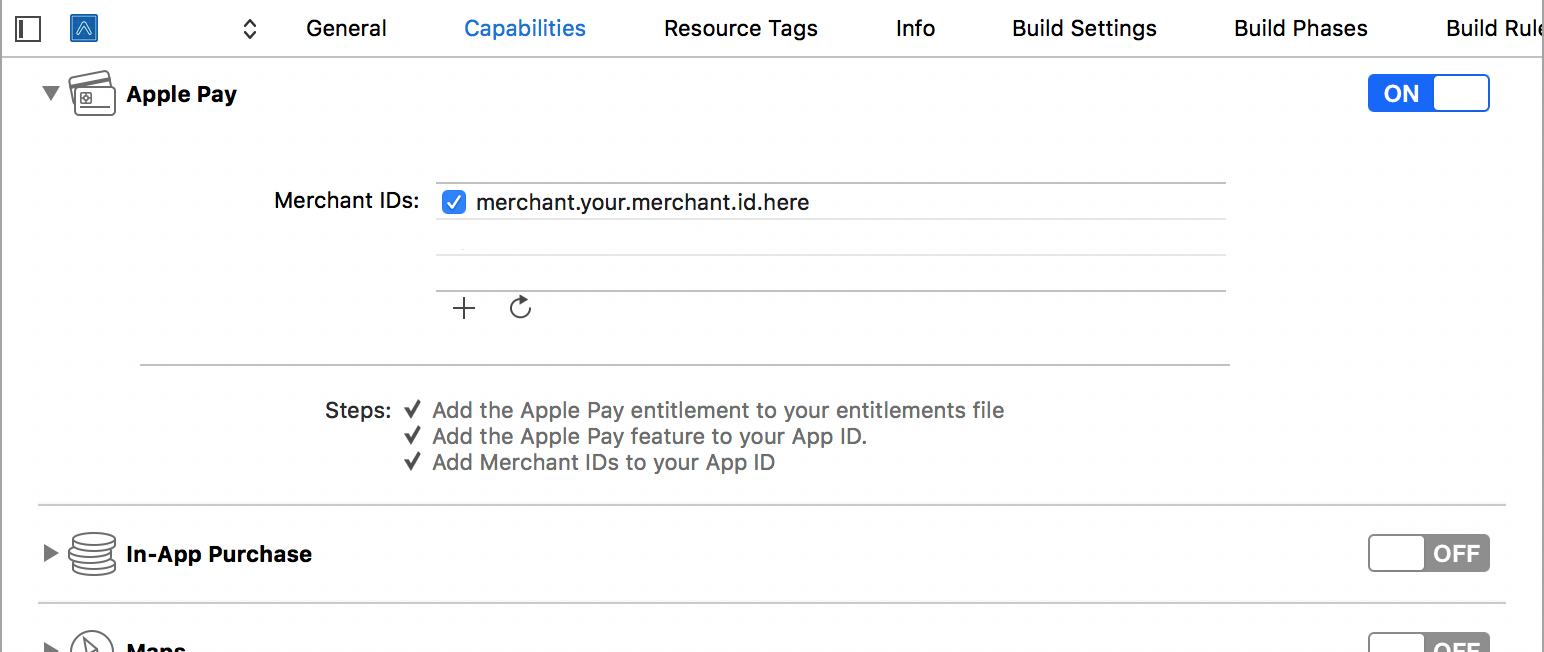 General Capabilities Resource Tags Info Build Settings Build Phases Build Rule
Apple Pay ON
Merchant IDs: merchant.your.merchant.id.here
Steps: ✓ Add the Apple Pay entitlement to your entitlements file
✓ Add the Apple Pay feature to your App ID.
✓ Add Merchant IDs to your App ID
In-App Purchase OFF
Maps OFF